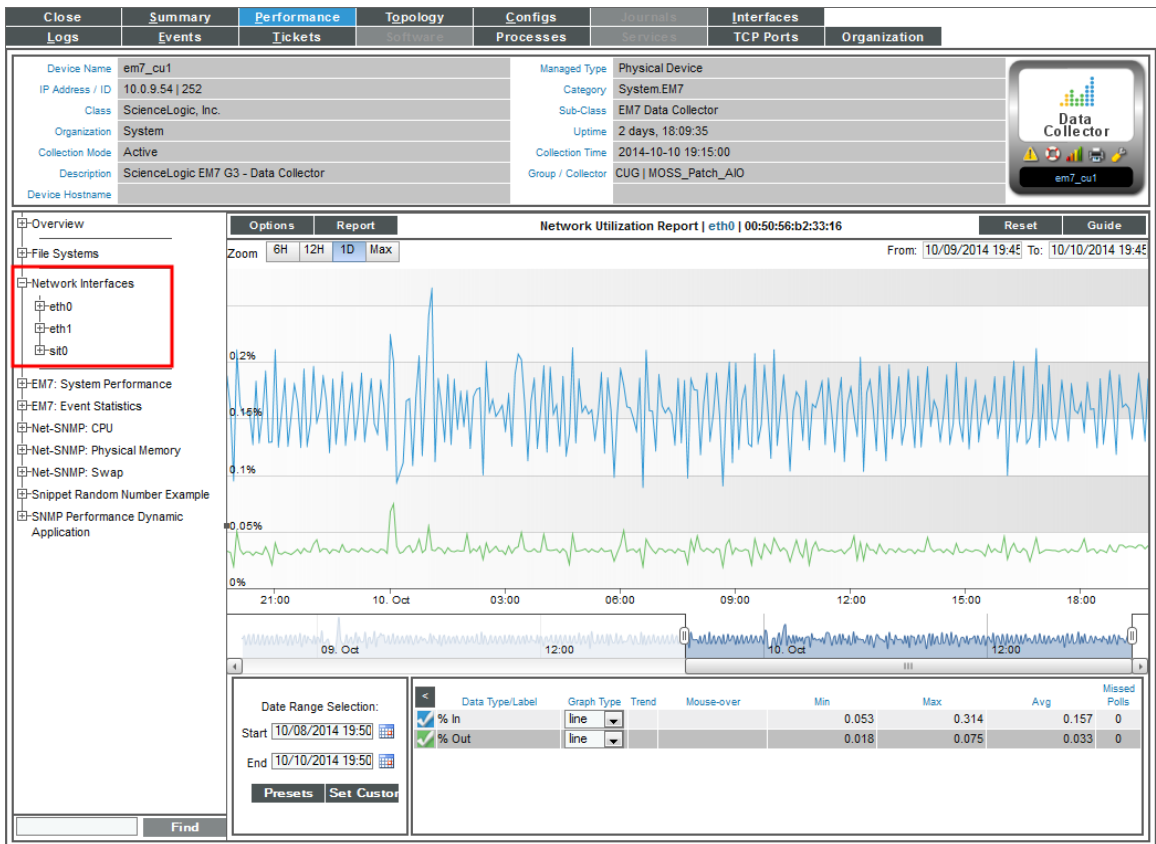 Close Summary Performance Topology Configs Journals Interfaces
Logs Events Tickets Software Processes Services TCP Ports Organization
Device Name em7_cu1 Managed Type Physical Device
IP Address / ID 10.0.9.54 | 252 Category System.EM7
Class ScienceLogic, Inc. Sub-Class EM7 Data Collector
Organization System Uptime 2 days, 18:09:35
Collection Mode Active Collection Time 2014-10-10 19:15:00
Description ScienceLogic EM7 G3 - Data Collector Group / Collector CUG | MOSS_Patch_AIO
Device Hostname
Data
Collector
em7_cu1
Overview
File Systems
Network Interfaces
eth0
eth1
sit0
EM7: System Performance
EM7: Event Statistics
Net-SNMP: CPU
Net-SNMP: Physical Memory
Net-SNMP: Swap
Snippet Random Number Example
SNMP Performance Dynamic
Application
Find
Options Report Network Utilization Report | eth0 | 00:50:56:b2:33:16 Reset Guide
Zoom 6H 12H 1D Max From: 10/09/2014 19:45 To: 10/10/2014 19:45
0.2%
0.15%
0.1%
0.05%
0%
21:00 10. Oct 03:00 06:00 09:00 12:00 15:00 18:00
09. Oct 12:00 10. Oct 12:00
Date Range Selection:
Start 10/08/2014 19:50
End 10/10/2014 19:50
Presets Set Custor
< Data Type/Label Graph Type Trend Mouse-over Min Max Avg Missed Polls
% In line 0.053 0.314 0.157 0
% Out line 0.018 0.075 0.033 0